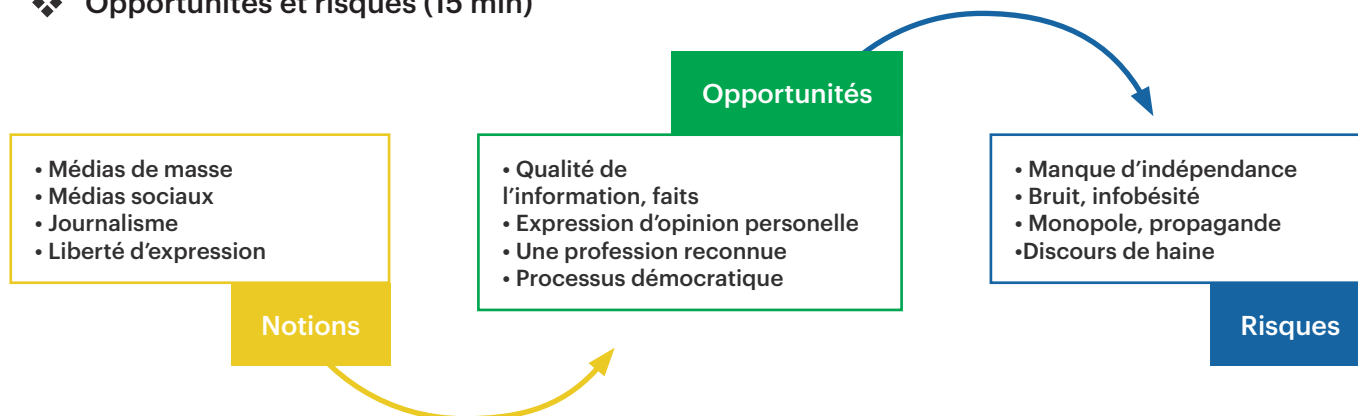 ❖ Opportunités et risques (15 min)
Notions
• Médias de masse
• Médias sociaux
• Journalisme
• Liberté d'expression
Opportunités
• Qualité de
l'information, faits
• Expression d'opinion personelle
• Une profession reconnue
• Processus démocratique
Risques
• Manque d'indépendance
• Bruit, infobésité
• Monopole, propagande
•Discours de haine